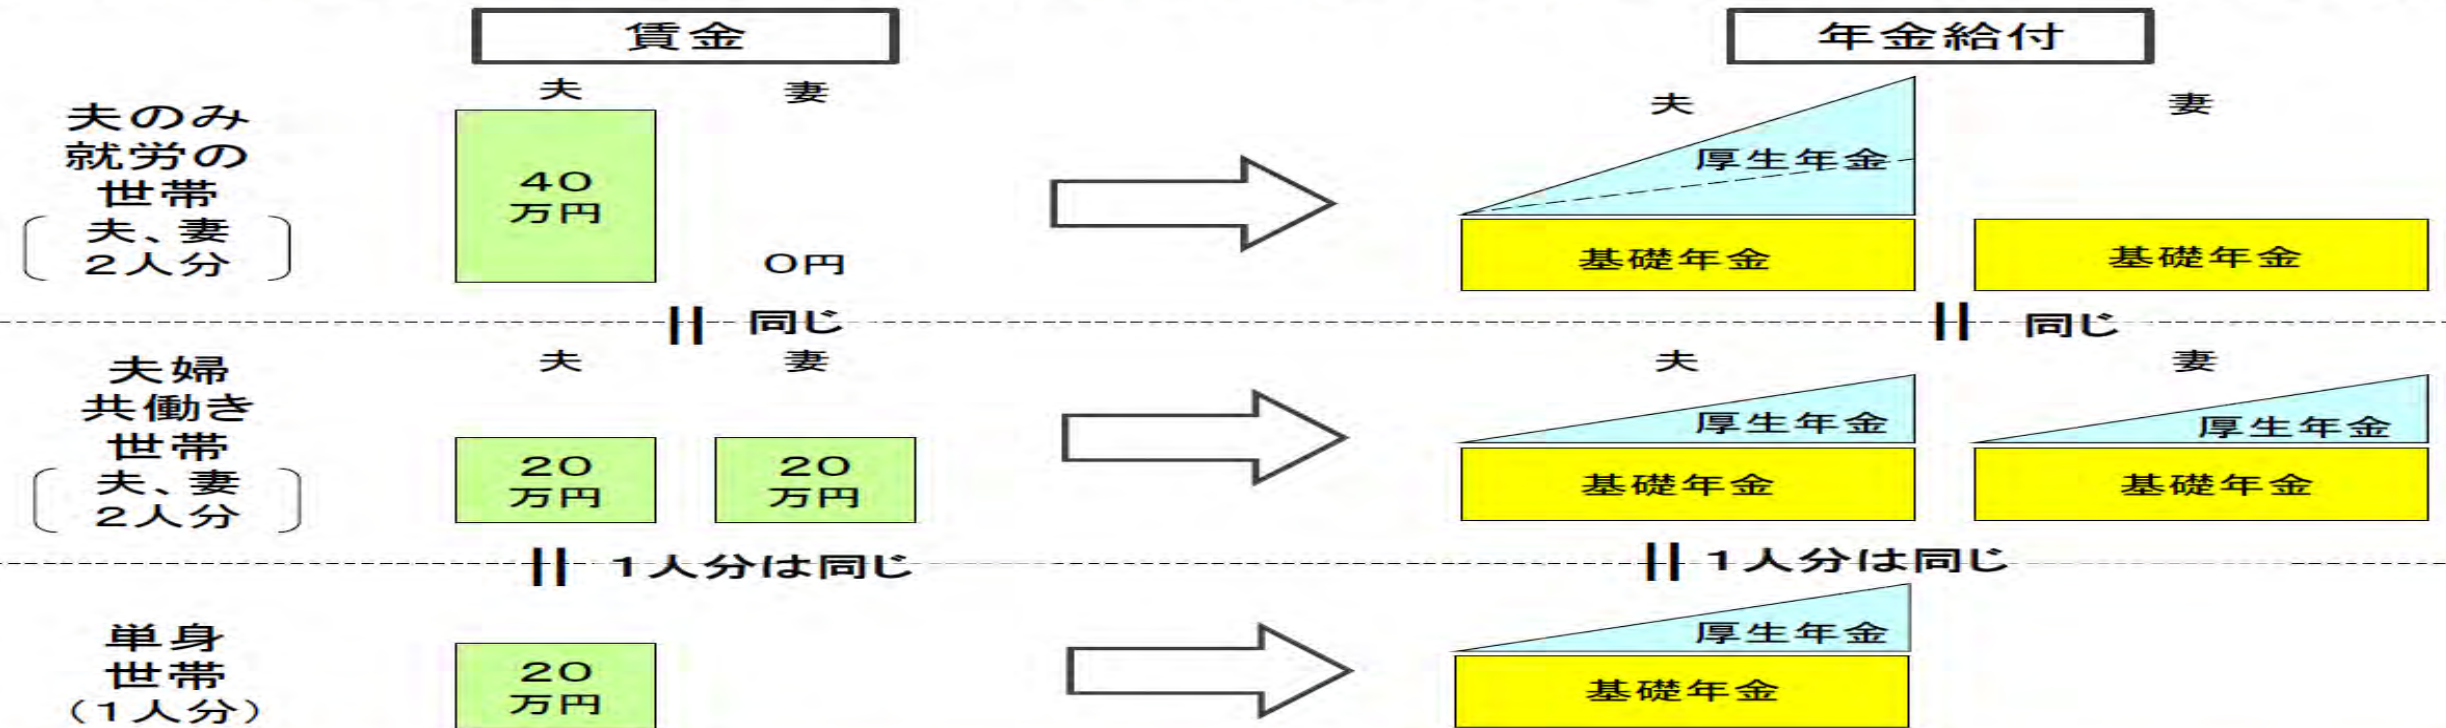 賃金
年金給付
夫
妻
夫
妻
夫のみ
就労の
世帯
夫、妻
2人分
40
万円
0円
厚生年金
基礎年金
基礎年金
同じ
同じ
夫
妻
夫
妻
夫婦
共働き
世帯
夫、妻
2人分
20
万円
20
万円
厚生年金
基礎年金
厚生年金
基礎年金
1人分は同じ
1人分は同じ
単身
世帯
(1人分)
20
万円
厚生年金
基礎年金